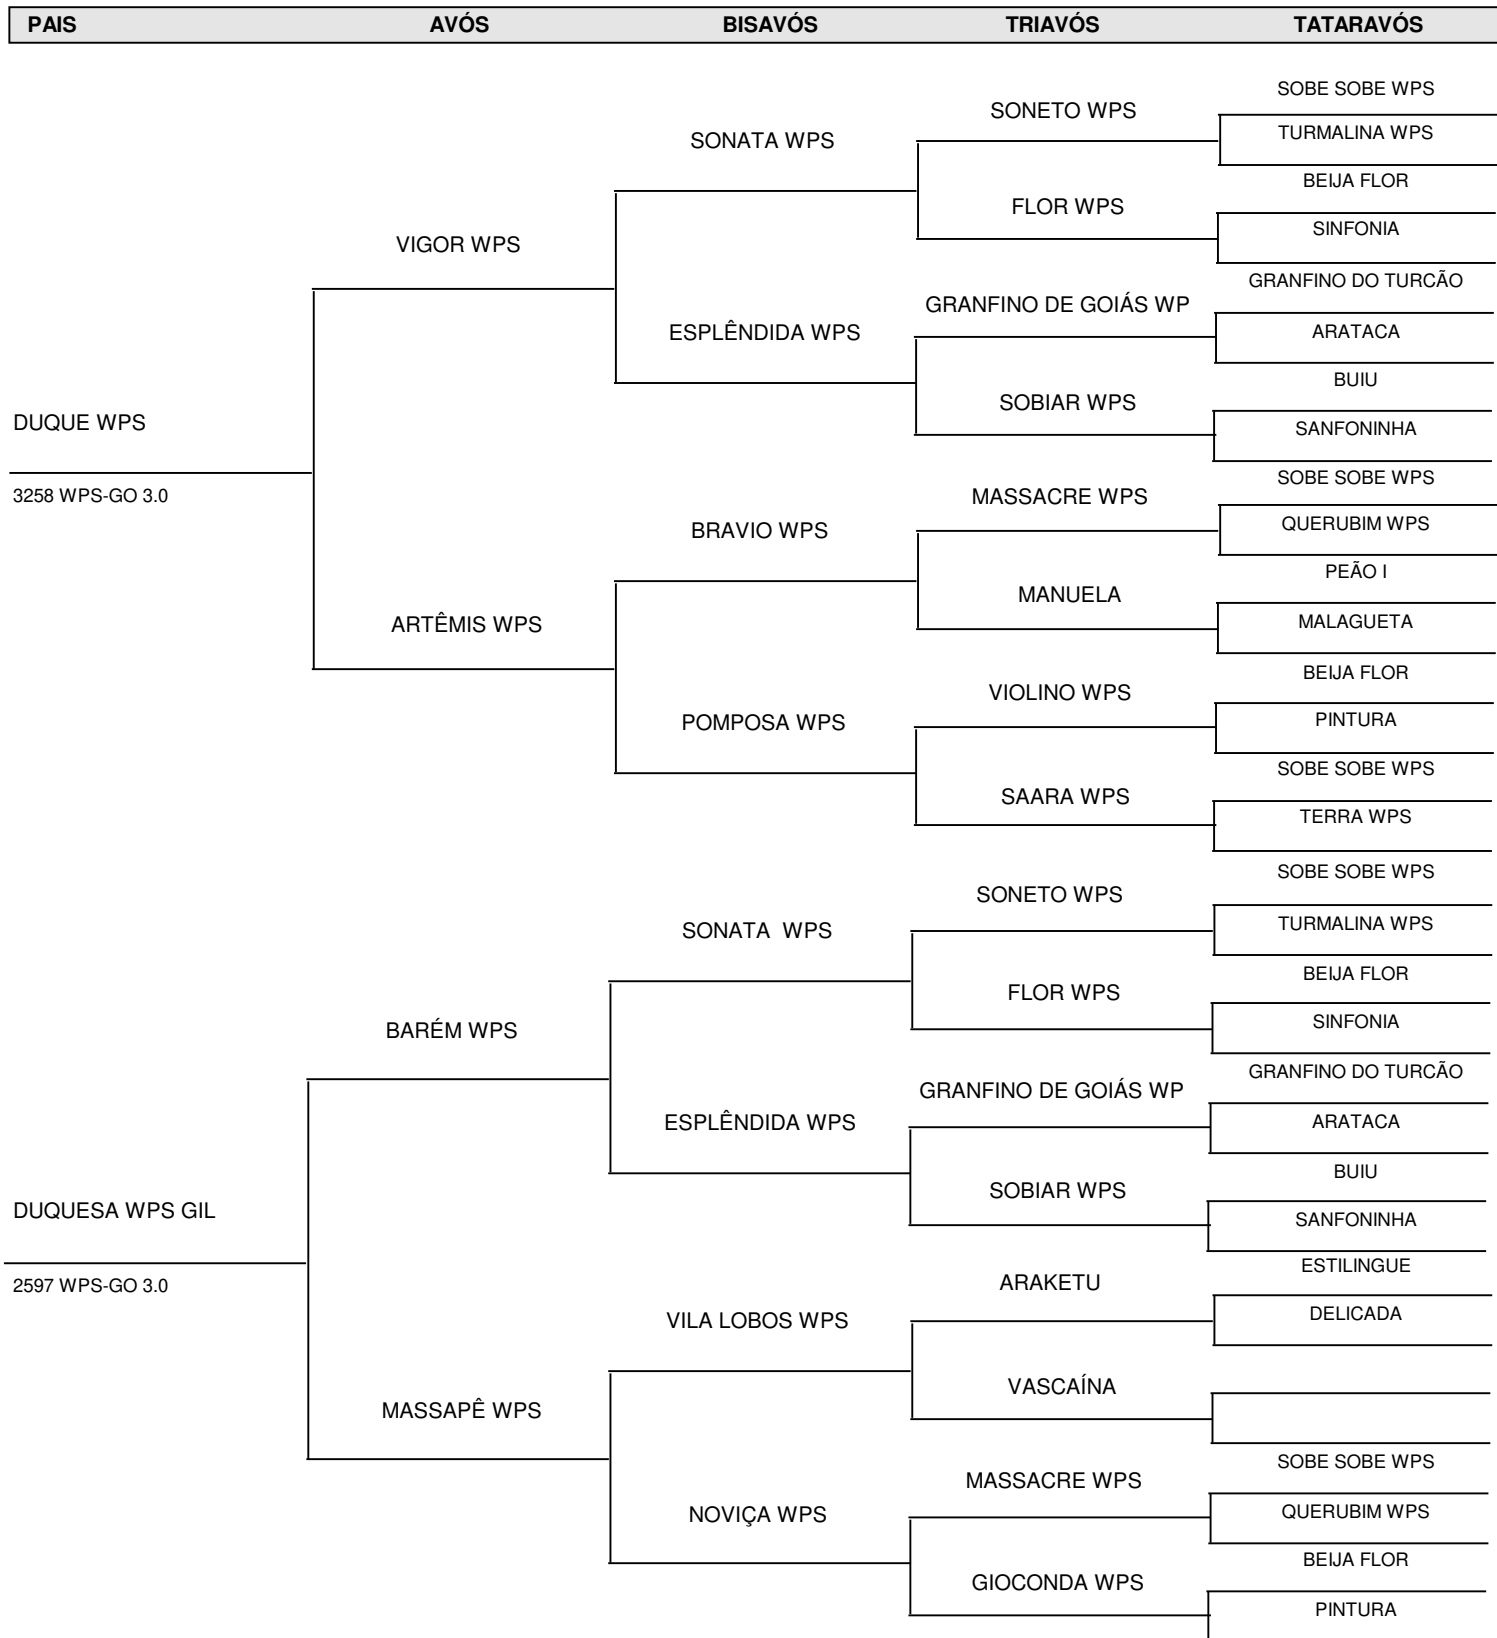 PAIS AVÓS BISAVÓS TRIAVÓS TATARAVÓS
SOBE SOBE WPS
SONETO WPS
TURMALINA WPS
SONATA WPS
BEIJA FLOR
FLOR WPS
SINFONIA
VIGOR WPS
GRANFINO DO TURCÃO
GRANFINO DE GOIÁS WP
ARATACA
ESPLÊNDIDA WPS
BUIU
SOBIAR WPS
DUQUE WPS
SANFONINHA
SOBE SOBE WPS
3258 WPS-GO 3.0
MASSACRE WPS
QUERUBIM WPS
BRAVIO WPS
PEÃO I
MANUELA
ARTÊMIS WPS
MALAGUETA
BEIJA FLOR
VIOLINO WPS
PINTURA
POMPOSA WPS
SOBE SOBE WPS
SAARA WPS
TERRA WPS
SOBE SOBE WPS
SONETO WPS
TURMALINA WPS
SONATA  WPS
BEIJA FLOR
FLOR WPS
SINFONIA
BARÉM WPS
GRANFINO DO TURCÃO
GRANFINO DE GOIÁS WP
ARATACA
ESPLÊNDIDA WPS
BUIU
SOBIAR WPS
DUQUESA WPS GIL
SANFONINHA
ESTILINGUE
2597 WPS-GO 3.0
ARAKETU
DELICADA
VILA LOBOS WPS
VASCAÍNA
MASSAPÊ WPS
SOBE SOBE WPS
MASSACRE WPS
QUERUBIM WPS
NOVIÇA WPS
BEIJA FLOR
GIOCONDA WPS
PINTURA